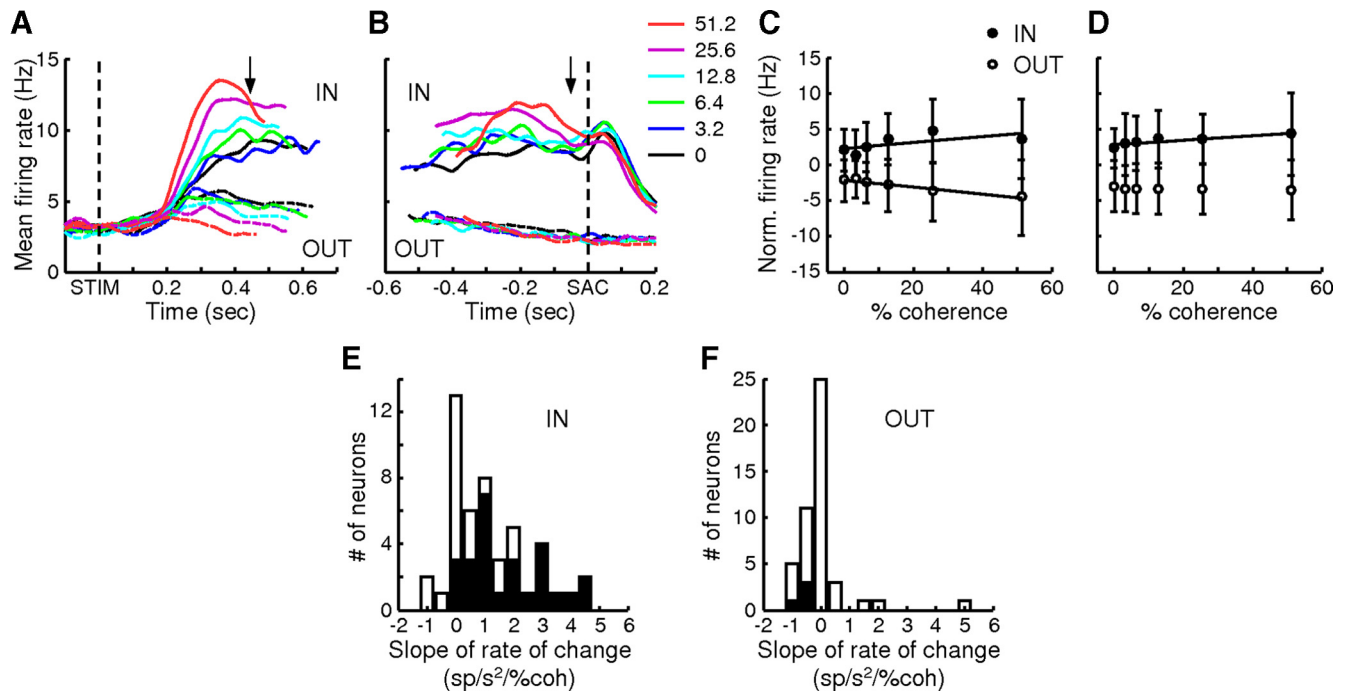 A
B
C
D
51.2
25.6
12.8
6.4
3.2
0
IN
OUT
Mean firing rate (Hz)
15
10
5
0
IN
OUT
STIM
0.2
0.4
0.6
Time (sec)
IN
OUT
-0.6
-0.4
-0.2
SAC
0.2
Time (sec)
Norm. firing rate (Hz)
15
10
5
0
-5
-10
-15
0
20
40
60
% coherence
0
20
40
60
% coherence
E
IN
# of neurons
12
8
4
0
-2
-1
0
1
2
3
4
5
6
Slope of rate of change
(sp/s²/%coh)
F
OUT
# of neurons
25
20
15
10
5
0
-2
-1
0
1
2
3
4
5
6
Slope of rate of change
(sp/s²/%coh)